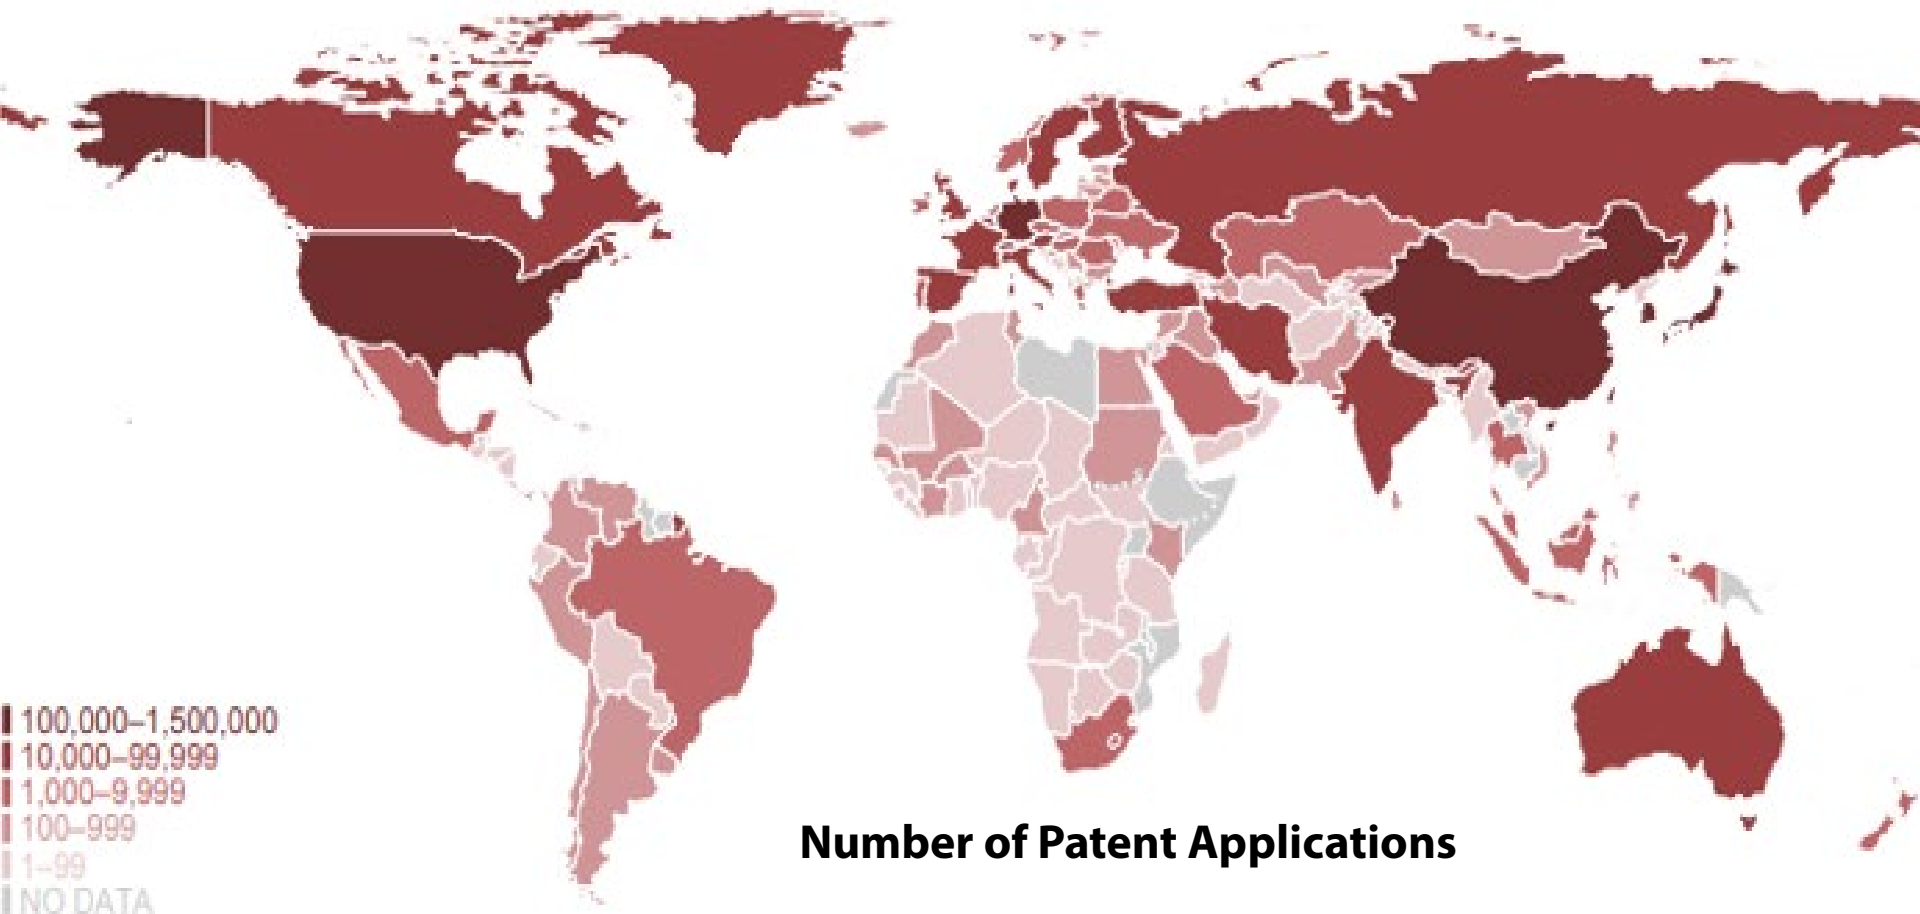 100,000–1,500,000
10,000–99,999
1,000–9,999
100–999
1–99
NO DATA
Number of Patent Applications